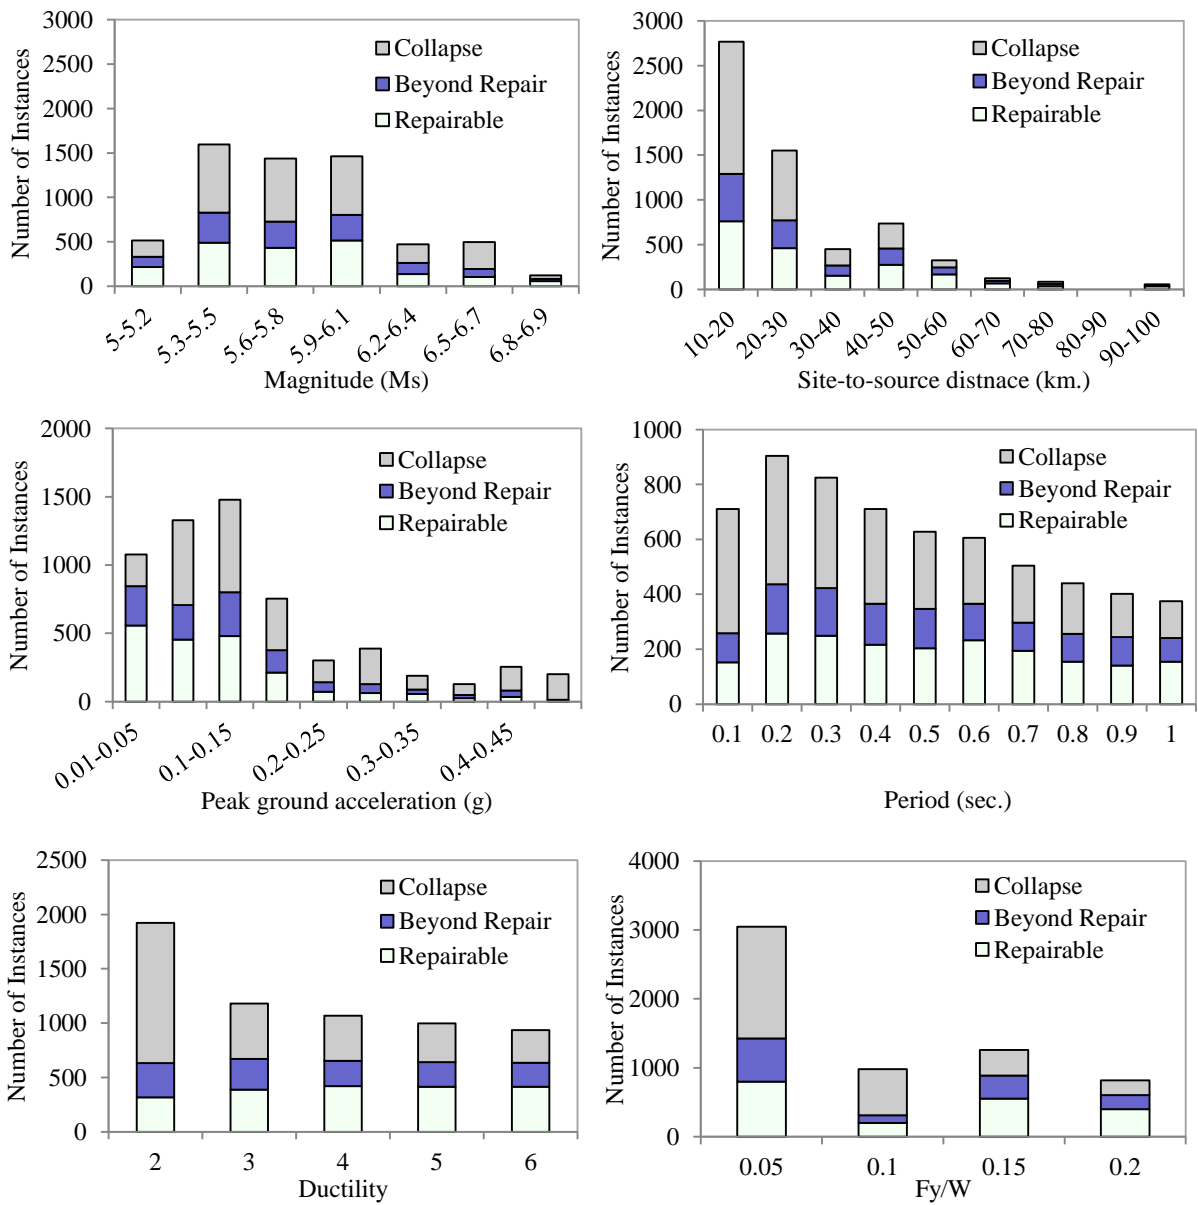 3000
2500
2000
1500
1000
500
0
Number of Instances
Collapse
Beyond Repair
Repairable
5-5.2
5.3-5.5
5.6-5.8
5.9-6.1
6.2-6.4
6.5-6.7
6.8-6.9
Magnitude (Ms)
3000
2500
2000
1500
1000
500
0
Number of Instances
Collapse
Beyond Repair
Repairable
10-20
20-30
30-40
40-50
50-60
60-70
70-80
80-90
90-100
Site-to-source distnace (km.)
2000
1500
1000
500
0
Number of Instances
Collapse
Beyond Repair
Repairable
0.01-0.05
0.1-0.15
0.2-0.25
0.3-0.35
0.4-0.45
Peak ground acceleration (g)
1000
800
600
400
200
0
Number of Instances
Collapse
Beyond Repair
Repairable
0.1 0.2 0.3 0.4 0.5 0.6 0.7 0.8 0.9 1
Period (sec.)
2500
2000
1500
1000
500
0
Number of Instances
Collapse
Beyond Repair
Repairable
2 3 4 5 6
Ductility
4000
3000
2000
1000
0
Number of Instances
Collapse
Beyond Repair
Repairable
0.05 0.1 0.15 0.2
Fy/W